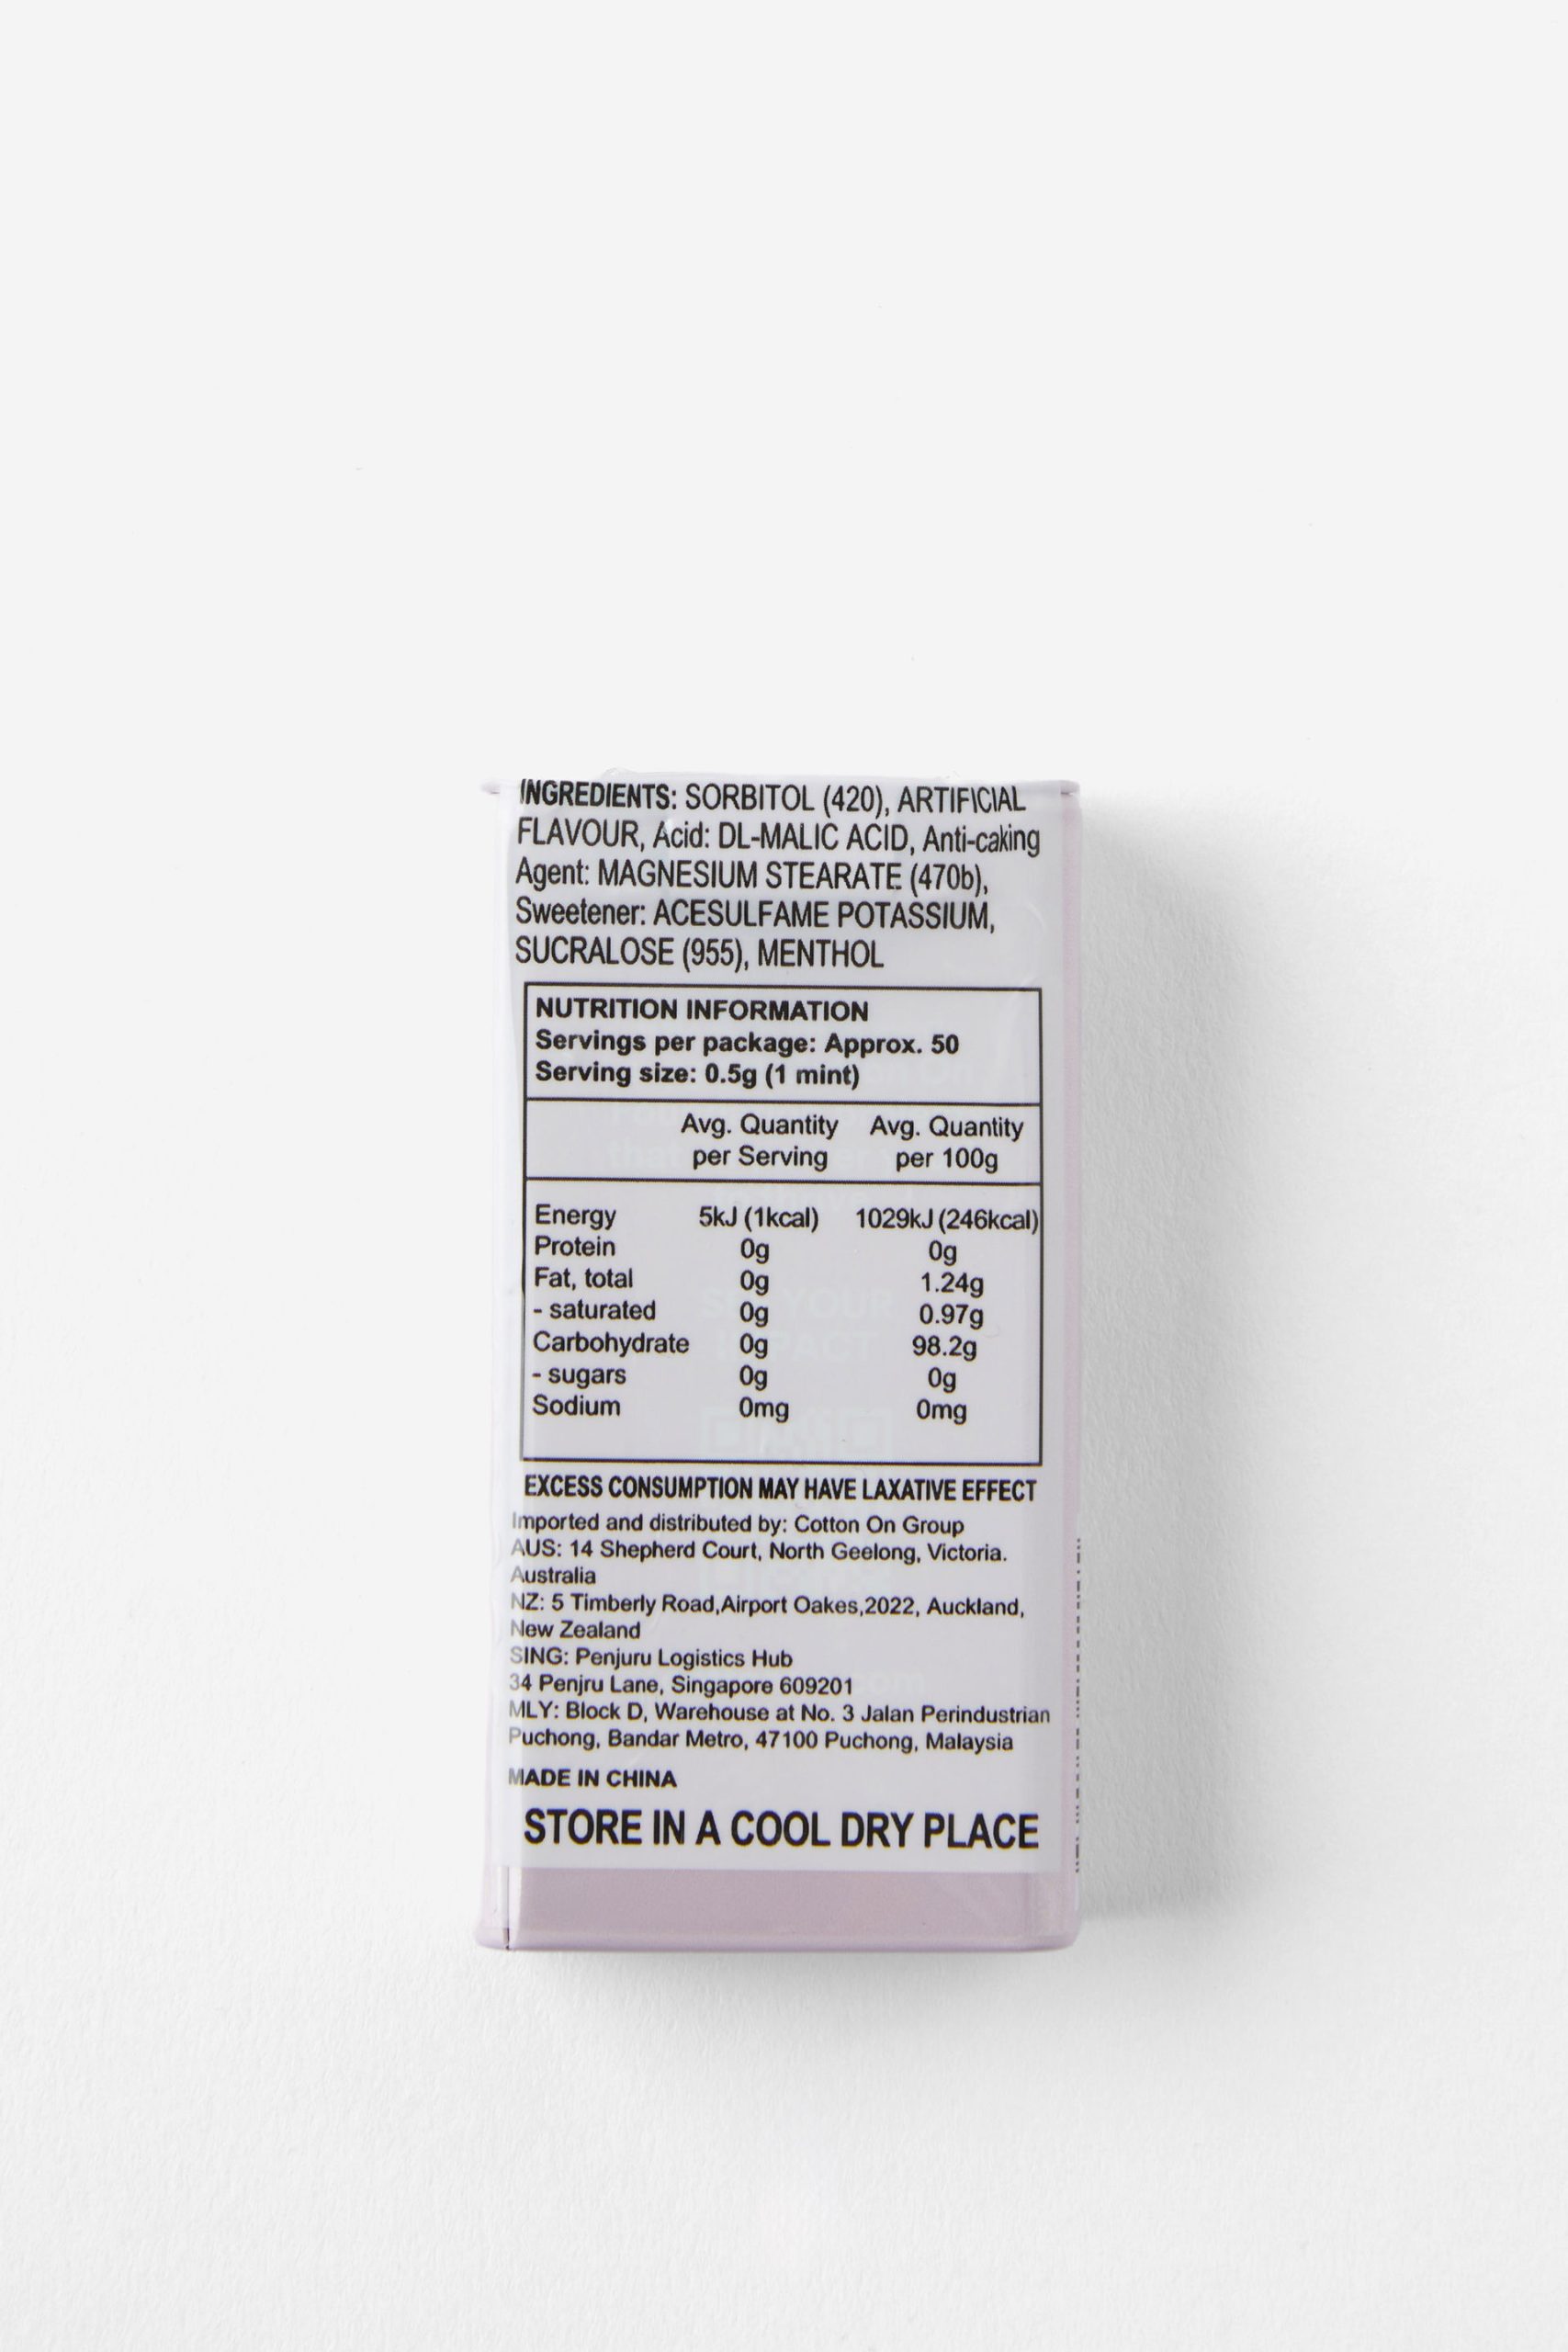 INGREDIENTS: SORBITOL (420), ARTIFICIAL
FLAVOUR, Acid: DL-MALIC ACID, Anti-caking
Agent: MAGNESIUM STEARATE (470b),
Sweetener: ACESULFAME POTASSIUM,
SUCRALOSE (955), MENTHOL
NUTRITION INFORMATION
Servings per package: Approx. 50
Serving size: 0.5g (1 mint)
Avg. Quantity Avg. Quantity
per Serving per 100g
Energy 5kJ (1kcal) 1029kJ (246kcal)
Protein 0g 0g
Fat, total 0g 1.24g
- saturated 0g 0.97g
Carbohydrate 0g 98.2g
- sugars 0g 0g
Sodium 0mg 0mg
EXCESS CONSUMPTION MAY HAVE LAXATIVE EFFECT
Imported and distributed by: Cotton On Group
AUS: 14 Shepherd Court, North Geelong, Victoria.
Australia
NZ: 5 Timberly Road,Airport Oakes,2022, Auckland,
New Zealand
SING: Penjuru Logistics Hub
34 Penjru Lane, Singapore 609201
MLY: Block D, Warehouse at No. 3 Jalan Perindustrian
Puchong, Bandar Metro, 47100 Puchong, Malaysia
MADE IN CHINA
STORE IN A COOL DRY PLACE